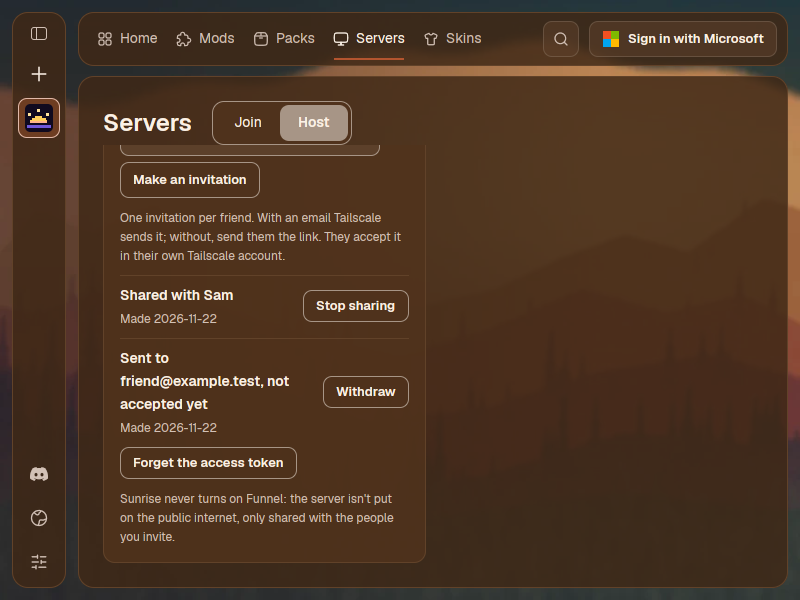 Home
Mods
Packs
Servers
Skins
Sign in with Microsoft
Servers
Join
Host
Make an invitation
One invitation per friend. With an email Tailscale
sends it; without, send them the link. They accept it
in their own Tailscale account.
Shared with Sam
Made 2026-11-22
Stop sharing
Sent to
friend@example.test, not
accepted yet
Made 2026-11-22
Withdraw
Forget the access token
Sunrise never turns on Funnel: the server isn't put
on the public internet, only shared with the people
you invite.